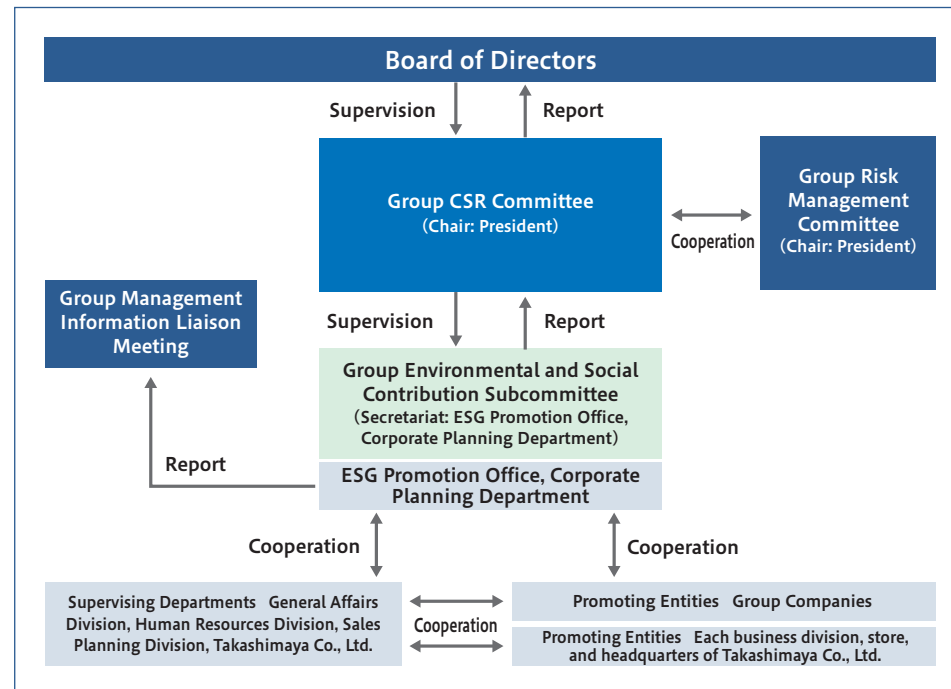 Board of Directors
Supervision
Report
Group CSR Committee
(Chair: President)
Cooperation
Group Risk
Management
Committee
(Chair: President)
Group Management
Information Liaison
Meeting
Supervision
Report
Group Environmental and Social
Contribution Subcommittee
(Secretariat: ESG Promotion Office,
Corporate Planning Department)
Report
ESG Promotion Office, Corporate
Planning Department
Cooperation
Cooperation
Supervising Departments General Affairs
Division, Human Resources Division, Sales
Planning Division, Takashimaya Co., Ltd.
Cooperation
Promoting Entities Group Companies
Promoting Entities Each business division, store,
and headquarters of Takashimaya Co., Ltd.